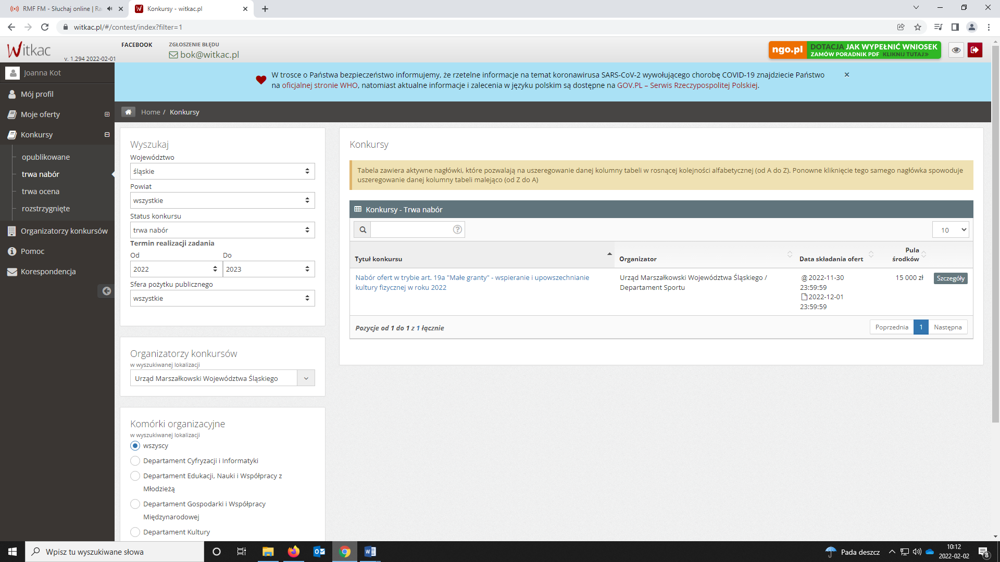 RMF FM - Słuchaj online | Ra
Konkursy - witkac.pl
witkac.pl/#/contest/index?filter=1
Witkac
v. 1.294 2022-02-01
FACEBOOK
ZGŁOSZENIE BŁĘDU
bok@witkac.pl
ngo.pl
DOTACJA JAK WYPEŁNIĆ WNIOSEK
ZAMÓW PORADNIK PDF KLIKNIJ TUTAJ»
Joanna Kot
Mój profil
Moje oferty
Konkursy
opublikowane
trwa nabór
trwa ocena
rozstrzygnięte
Organizatorzy konkursów
Pomoc
Korespondencja
W trosce o Państwa bezpieczeństwo informujemy, że rzetelne informacje na temat koronawirusa SARS-CoV-2 wywołującego chorobę COVID-19 znajdziecie Państwo
na oficjalnej stronie WHO, natomiast aktualne informacje i zalecenia w języku polskim są dostępne na GOV.PL – Serwis Rzeczypospolitej Polskiej.
×
Home / Konkursy
Wyszukaj
Województwo
śląskie
Powiat
wszystkie
Status konkursu
trwa nabór
Termin realizacji zadania
Od Do
2022 2023
Sfera pożytku publicznego
wszystkie
Organizatorzy konkursów
w wyszukiwanej lokalizacji
Urząd Marszałkowski Województwa Śląskiego
Komórki organizacyjne
w wyszukiwanej lokalizacji
wszyscy
Departament Cyfryzacji i Informatyki
Departament Edukacji, Nauki i Współpracy z
Młodzieżą
Departament Gospodarki i Współpracy
Międzynarodowej
Departament Kultury
Konkursy
Tabela zawiera aktywne nagłówki, które pozwalają na uszeregowanie danej kolumny tabeli w rosnącej kolejności alfabetycznej (od A do Z). Ponowne kliknięcie tego samego nagłówka spowoduje
uszeregowanie danej kolumny tabeli malejąco (od Z do A)
Konkursy - Trwa nabór
10
Tytuł konkursu
Organizator
Data składania ofert
Pula
środków
Nabór ofert w trybie art. 19a "Małe granty" - wspieranie i upowszechnianie
kultury fizycznej w roku 2022
Urząd Marszałkowski Województwa Śląskiego /
Departament Sportu
@ 2022-11-30
23:59:59
2022-12-01
23:59:59
15 000 zł
Szczegóły
Pozycje od 1 do 1 z 1 łącznie
Poprzednia 1 Następna
Wpisz tu wyszukiwane słowa
Pada deszcz
10:12
2022-02-02
8